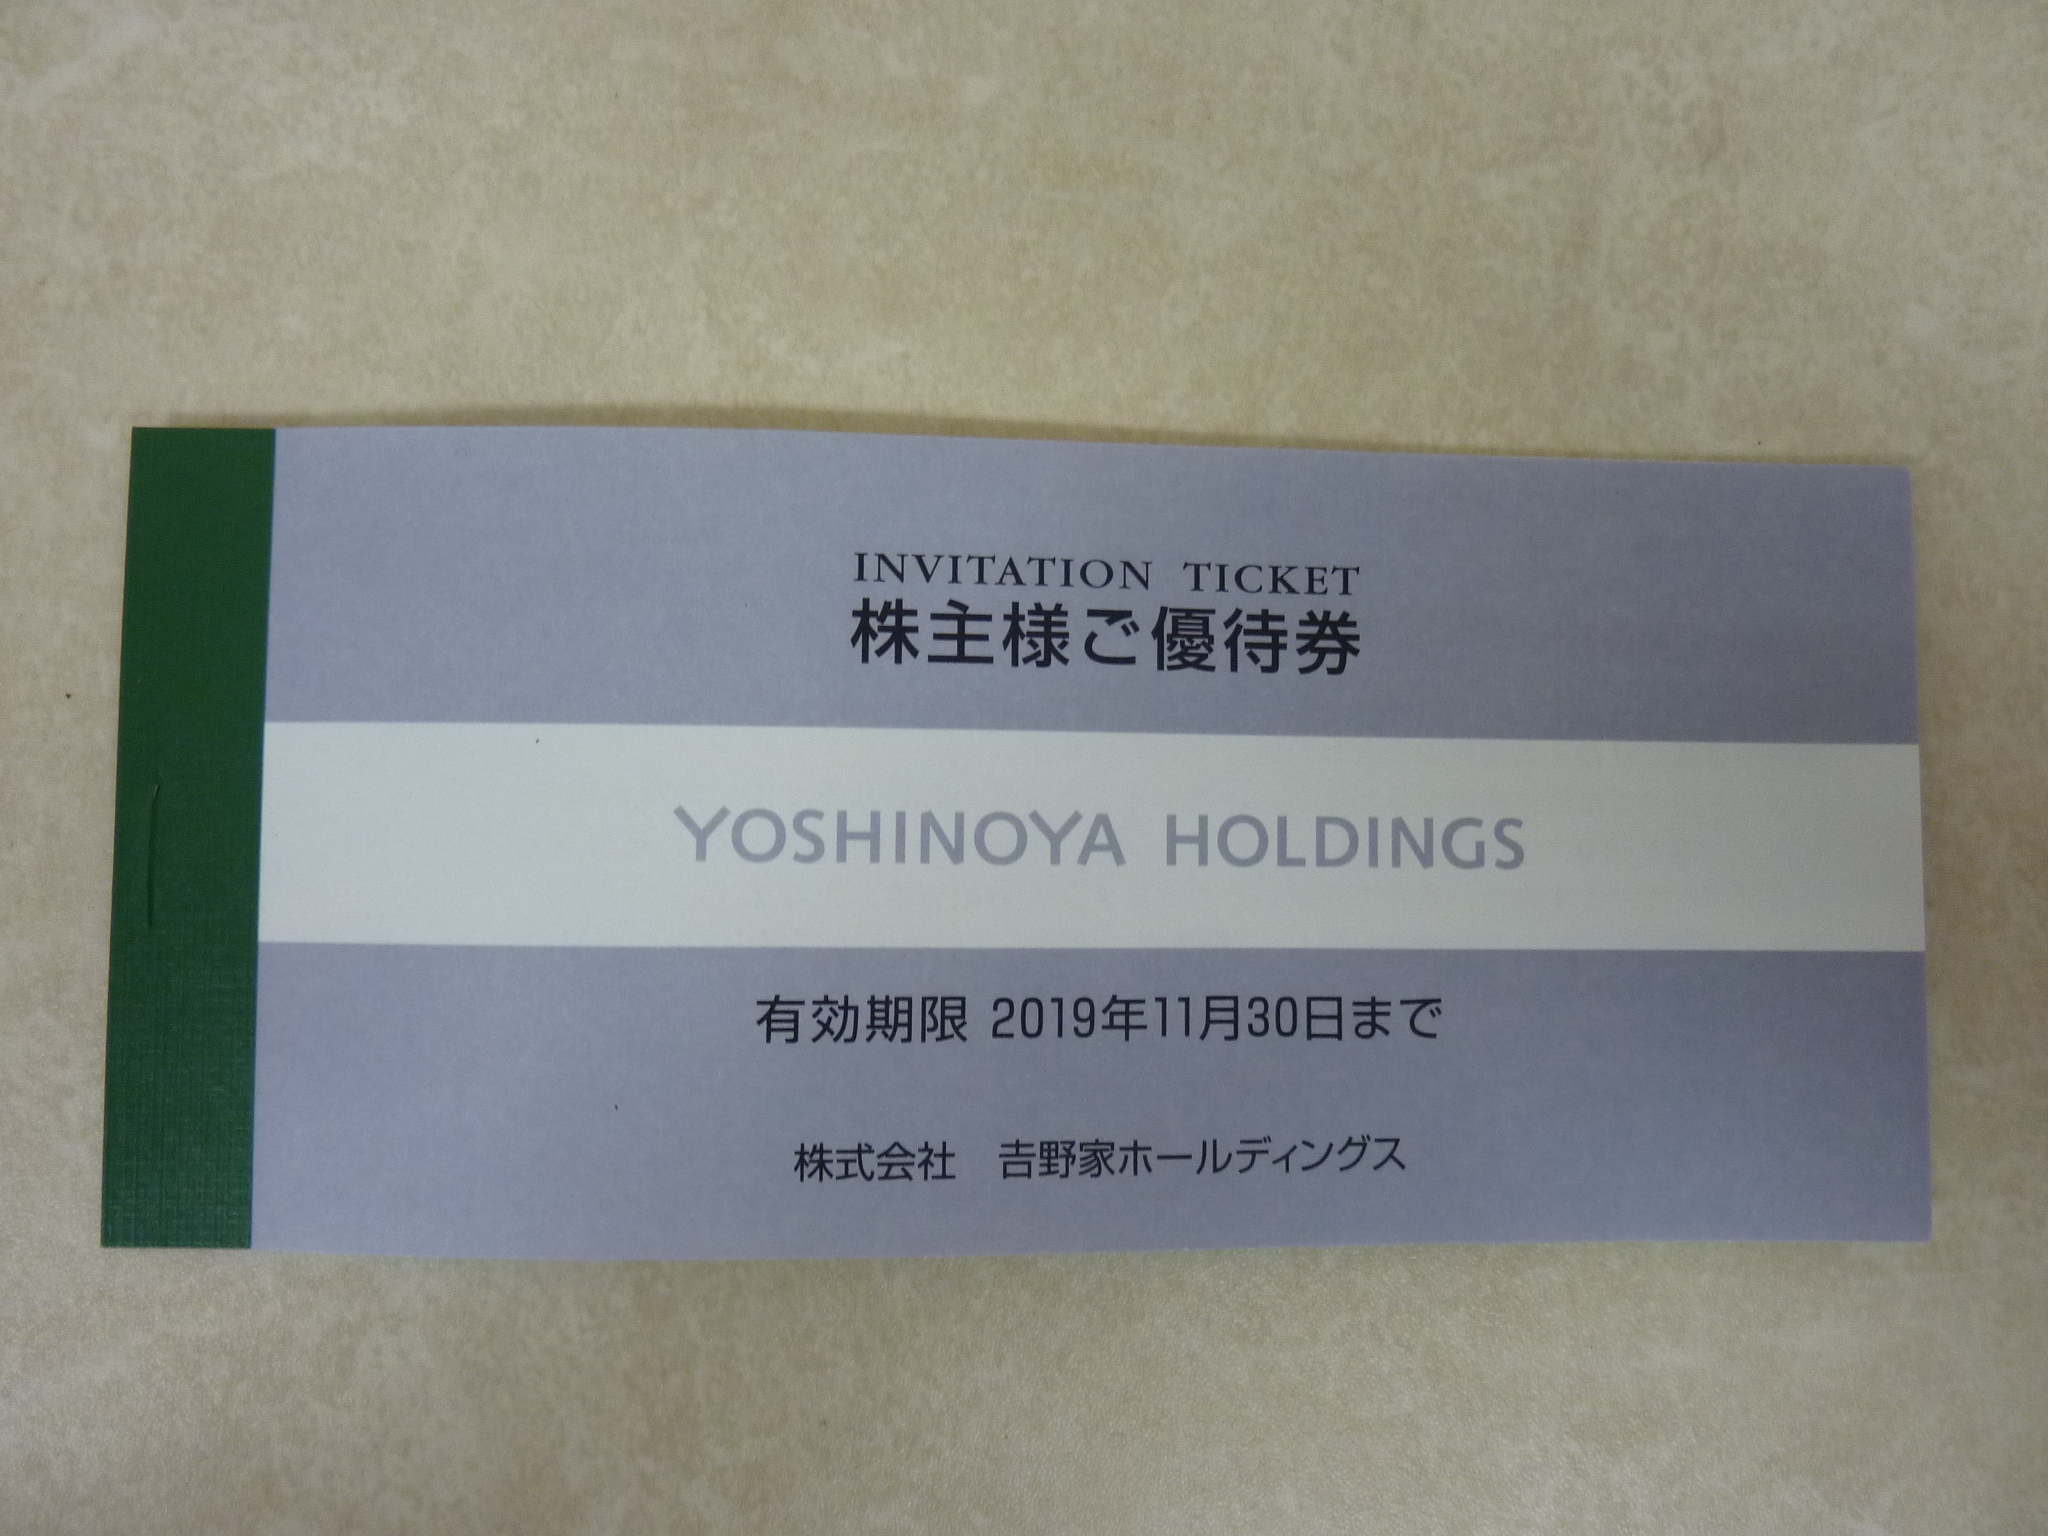 INVITATION TICKET
株主様ご優待券
YOSHINOYA HOLDINGS
有効期限 2019年11月30日まで
株式会社 𠮷野家ホールディングス